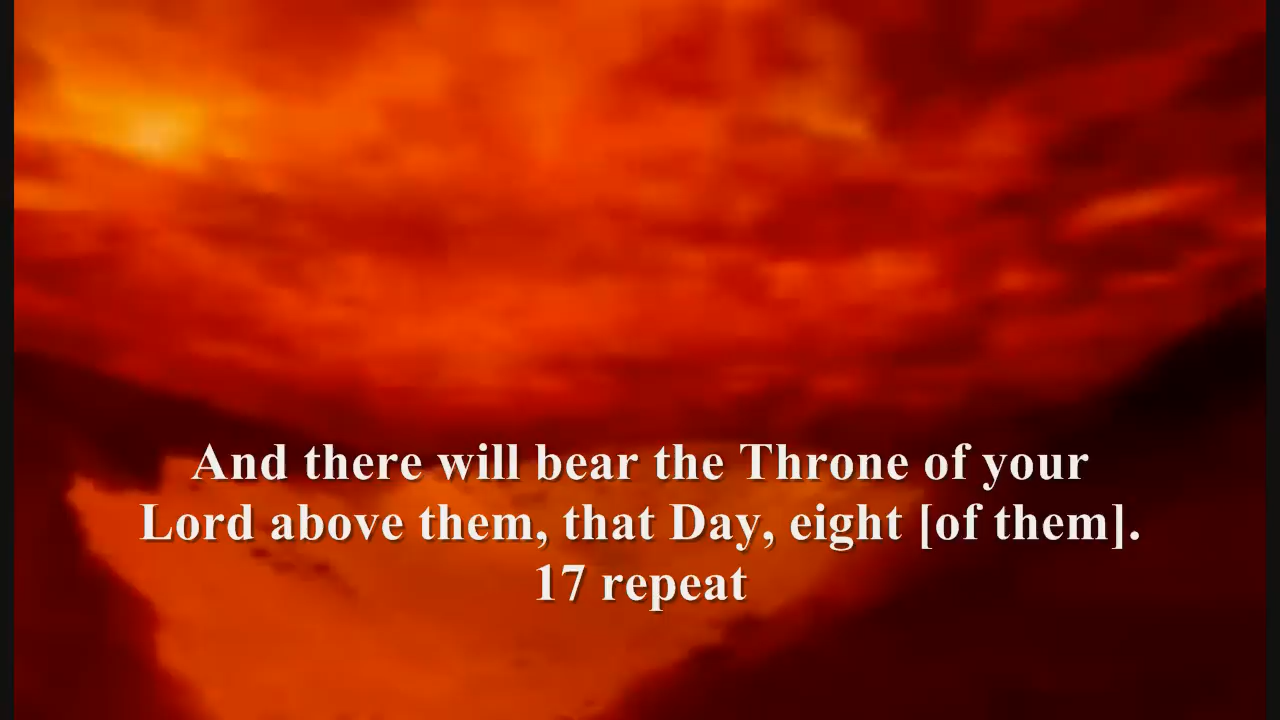 And there will bear the Throne of your
Lord above them, that Day, eight [of them].
17 repeat